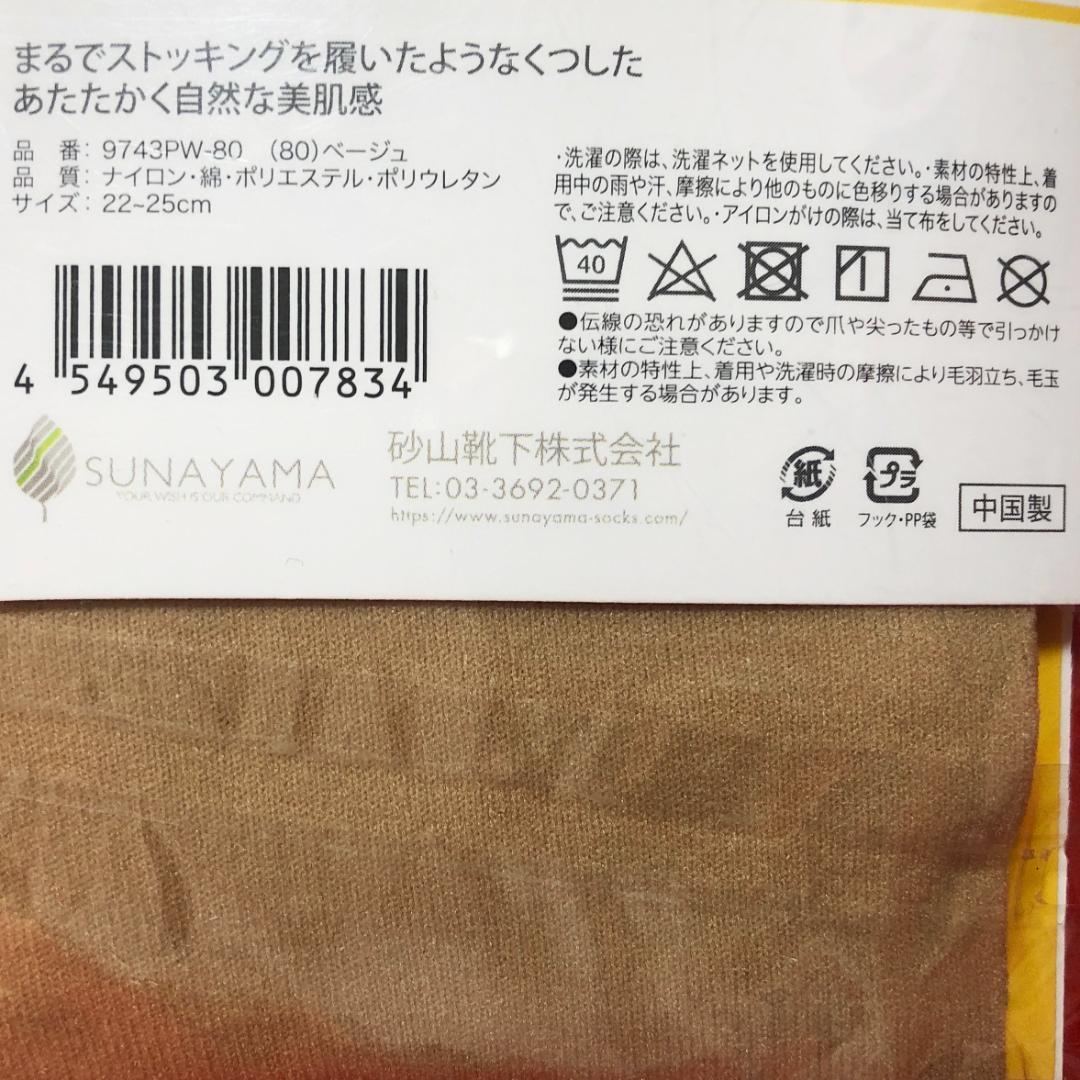 まるでストッキングを履いたようなくつした
あたたかく自然な美肌感
品 番: 9743PW-80 (80)ベージュ
品 質: ナイロン・綿・ポリエステル・ポリウレタン
サイズ: 22~25cm
・洗濯の際は、洗濯ネットを使用してください。・素材の特性上、着
用中の雨や汗、摩擦により他のものに色移りする場合がありますの
で、ご注意ください。・アイロンがけの際は、当て布をしてください。
40
●伝線の恐れがありますので爪や尖ったもの等で引っかけ
ない様にご注意ください。
●素材の特性上、着用や洗濯時の摩擦により毛羽立ち、毛玉
が発生する場合があります。
4 549503 007834
SUNAYAMA
YOUR WISH IS OUR COMMAND
砂山靴下株式会社
TEL:03-3692-0371
https://www.sunayama-socks.com/
紙
台紙
プラ
フック・PP袋
中国製